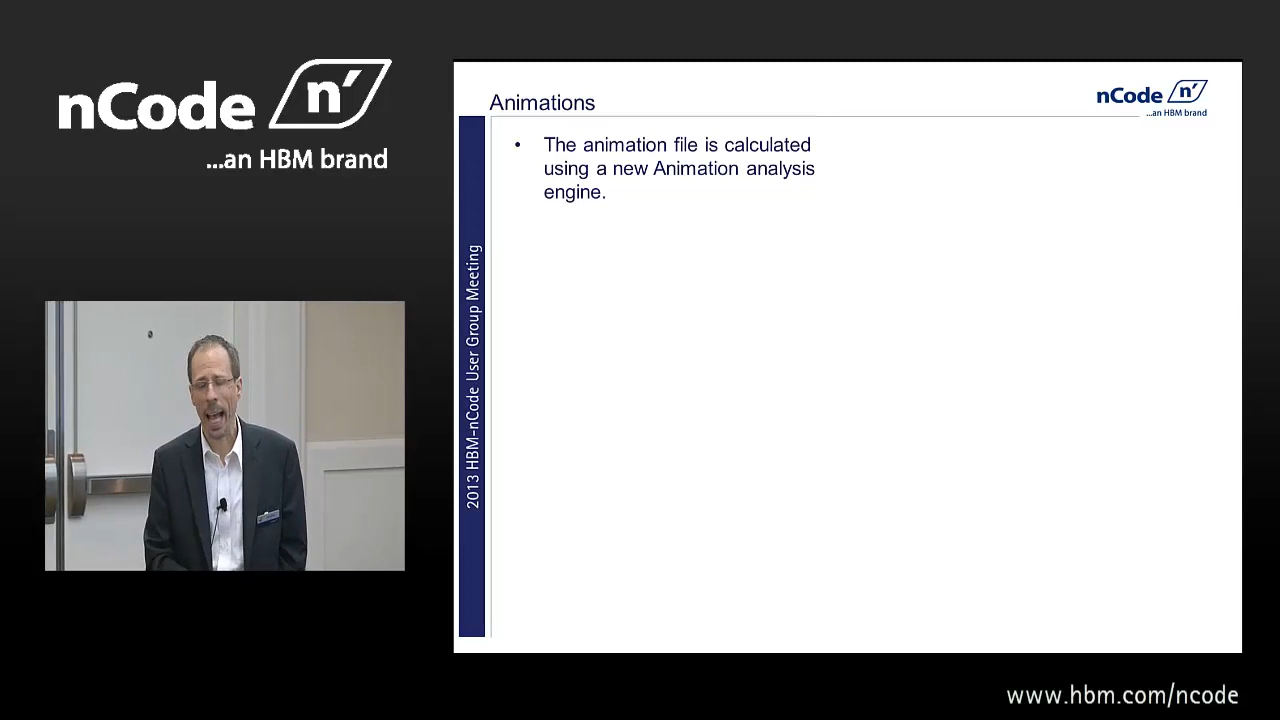 nCode n'
...an HBM brand
Animations
nCode n'
...an HBM brand
• The animation file is calculated
using a new Animation analysis
engine.
2013 HBM-nCode User Group Meeting
www.hbm.com/ncode